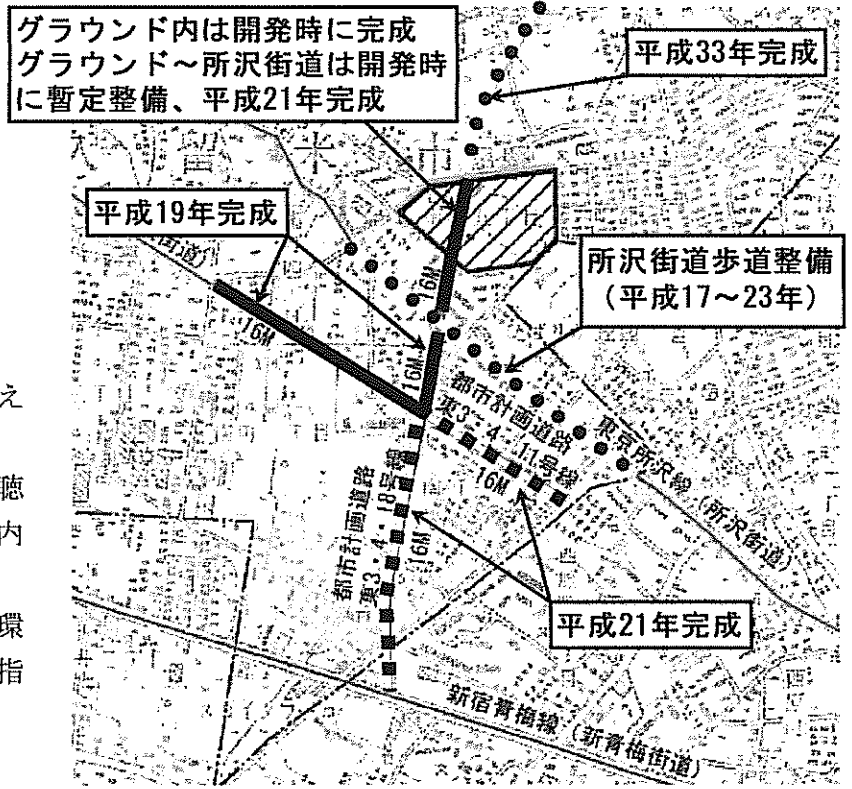 グラウンド内は開発時に完成
グラウンド～所沢街道は開発時
に暫定整備、平成21年完成
平成33年完成
留米市
平成19年完成
街道）
16M
16M
16M
所沢街道歩道整備
（平成17～23年）
都市計画道路
東3・4・11号線
16M
東京所沢線（所沢街道）
都市計画道路
東3・4・18号線
16M
平成21年完成
新宿青梅線（新青梅街道）
え
聴
内
環
指